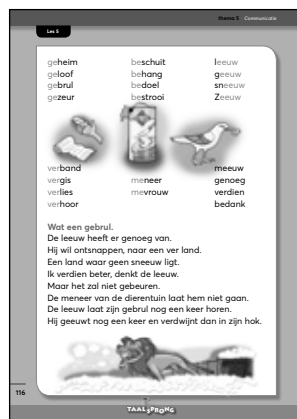 thema 5 Communicatie
Les 5
geheim beschuit leeuw
geloof behang geeuw
gebrul bedoel sneeuw
gezeur bestrooi Zeeuw
verband meeuw
vergis meneer genoeg
verlies mevrouw verdien
verhoor bedank
Wat een gebrul.
De leeuw heeft er genoeg van.
Hij wil ontsnappen, naar een ver land.
Een land waar geen sneeuw ligt.
Ik verdien beter, denkt de leeuw.
Maar het zal niet gebeuren.
De meneer van de dierentuin laat hem niet gaan.
De leeuw laat zijn gebrul nog een keer horen.
Hij geeuwt nog een keer en verdwijnt dan in zijn hok.
116
TAALSPRONG